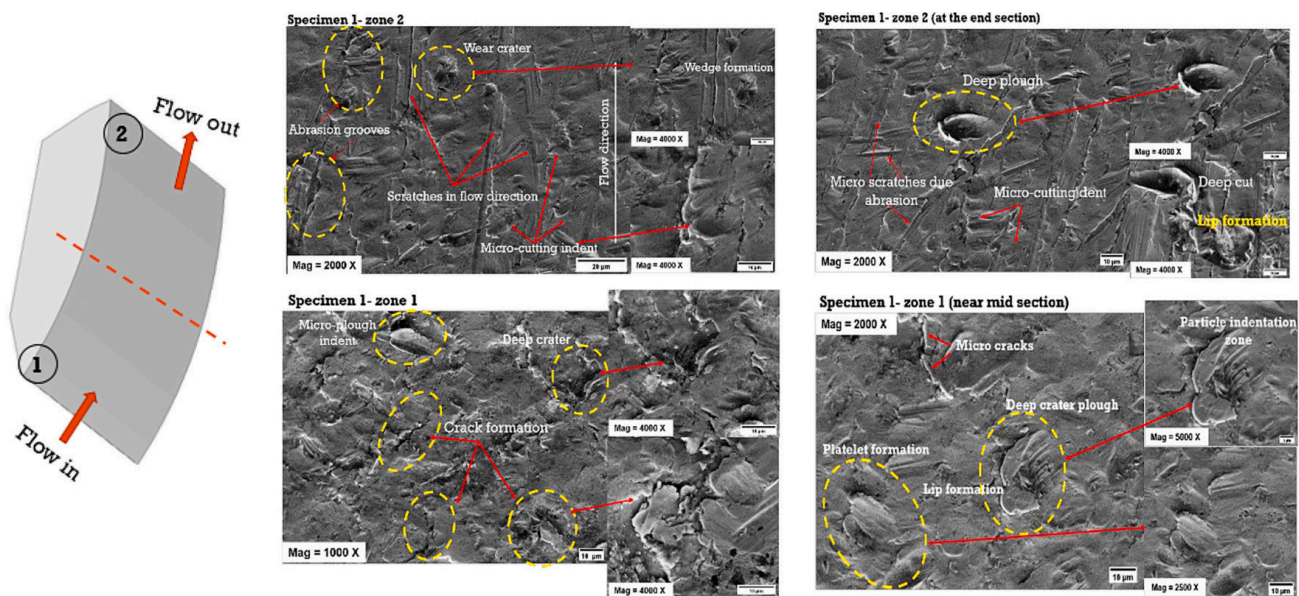 Flow out
2
1
Flow in
Specimen 1- zone 2
Wear crater
Wedge formation
Abrasion grooves
Flow direction
Mag = 4000 X
Scratches in flow direction
Micro-cutting indent
Mag = 2000 X
20 µm
Mag = 4000 X
Specimen 1- zone 2 (at the end section)
Deep plough
Mag = 4000 X
Micro scratches due
abrasion
Micro-cutting dent
Deep cut
Lip formation
Mag = 2000 X
10 µm
Mag = 4000 X
Specimen 1- zone 1
Micro-plough
indent
Deep crater
Crack formation
Mag = 4000 X
Mag = 1000 X
10 µm
Mag = 4000 X
Specimen 1- zone 1 (near mid section)
Mag = 2000 X
Micro cracks
Particle indentation
zone
Deep crater plough
Mag = 5000 X
Platelet formation
Lip formation
10 µm
Mag = 2500 X
10 µm